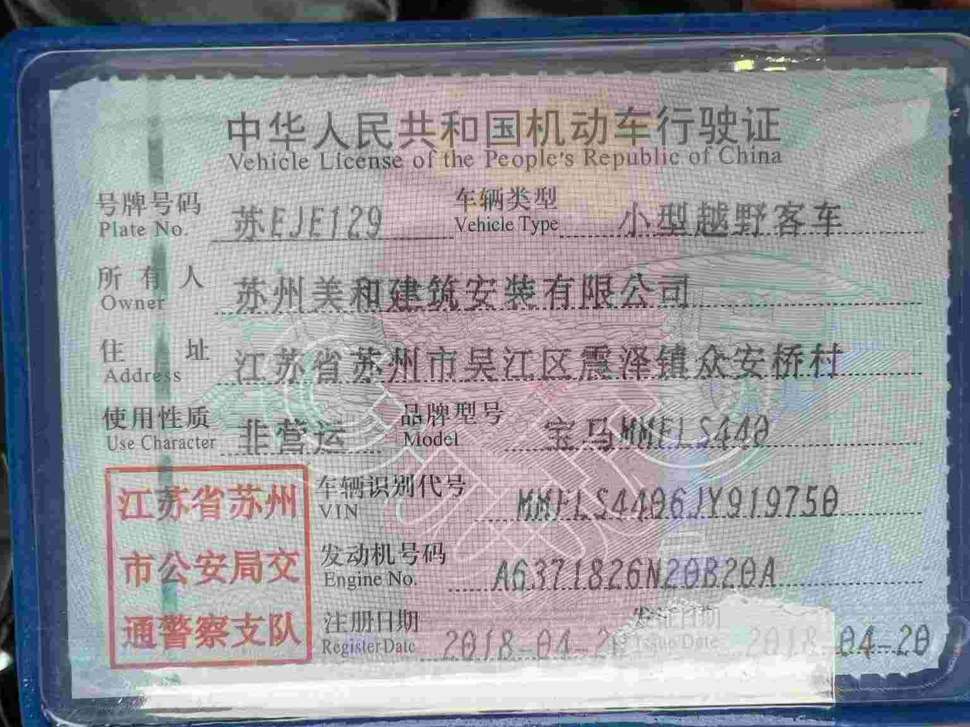 中华人民共和国机动车行驶证
Vehicle License of the People's Republic of China
号牌号码 苏EJE129 车辆类型 小型越野客车
Plate No. Vehicle Type
所有人 苏州美和建筑安装有限公司
Owner
住址 江苏省苏州市吴江区震泽镇众安桥村
Address
使用性质 非营运 品牌型号 宝马MMFLS440
Use Character Model
江苏省苏州
市公安局交
通警察支队
车辆识别代号 MMFLS4406JY919750
VIN
发动机号码 A6371826N20B20A
Engine No.
注册日期 2018-04-2 发证日期 2018-04-20
Register Date Issue Date